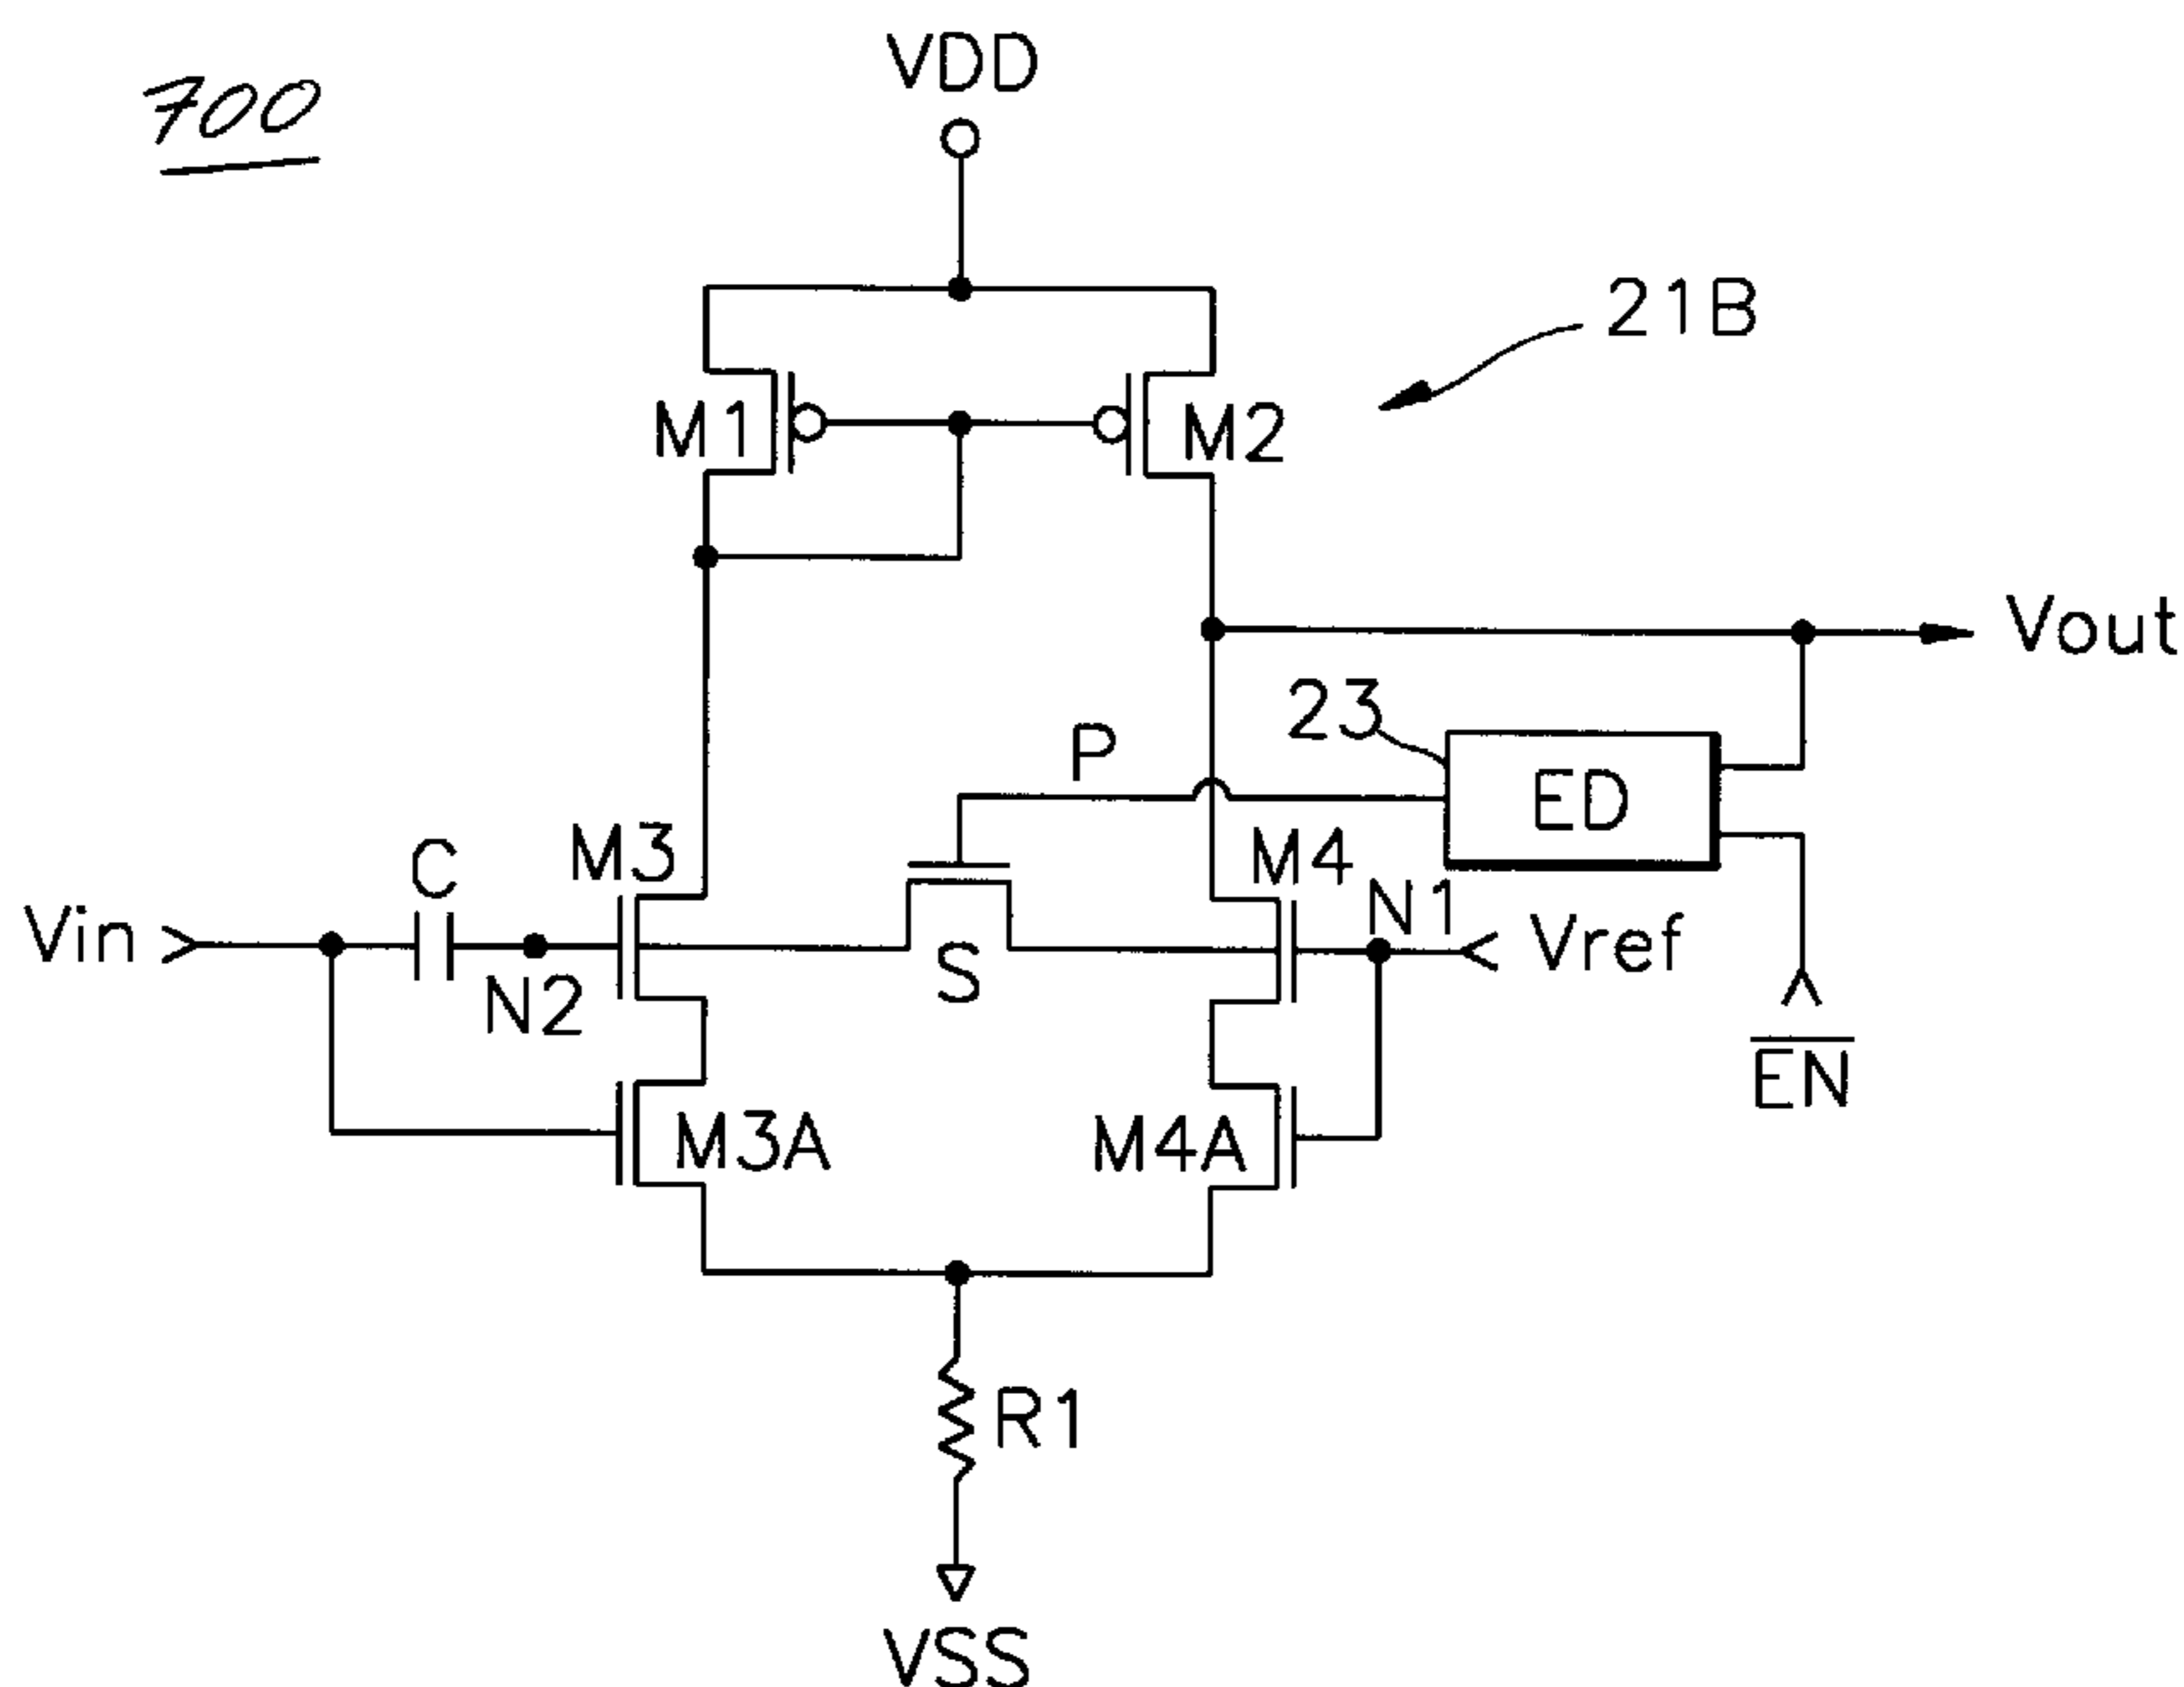 VDD
700
21B
M1
M2
Vout
23
P
ED
M3
M4
C
N1
Vin
Vref
S
N2
EN
M3A
M4A
R1
VSS